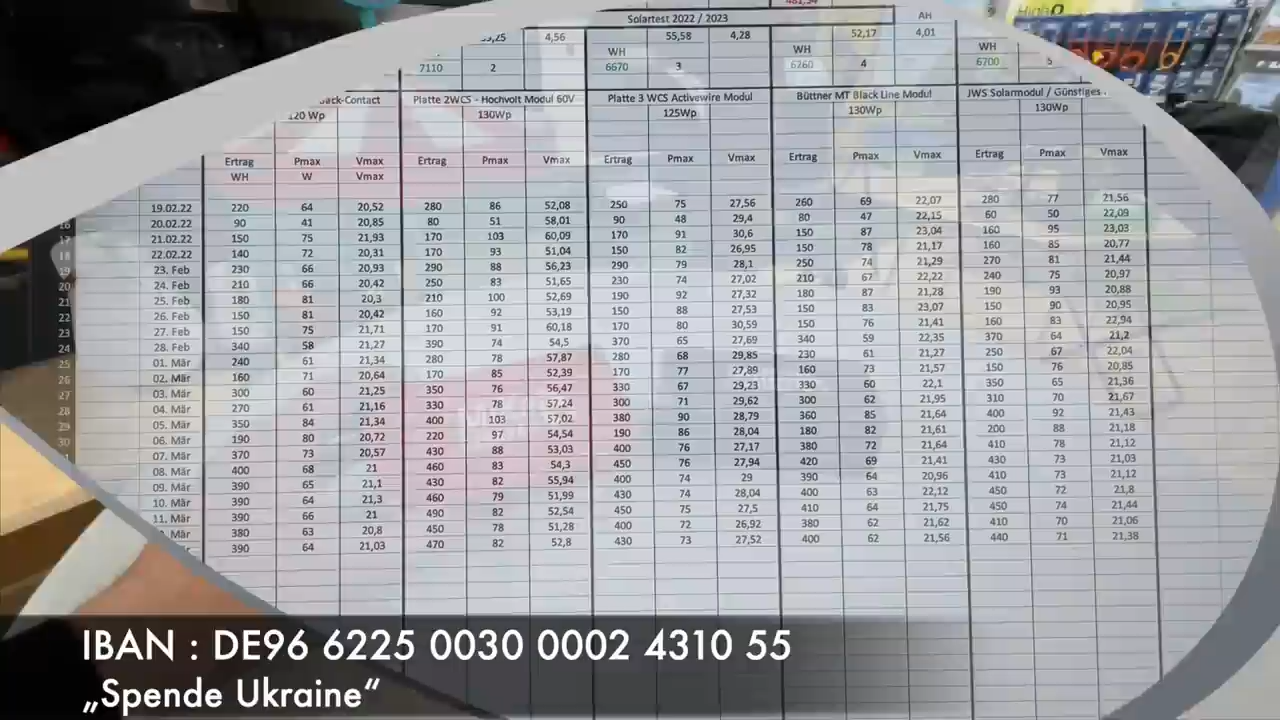 Solartest 2022 / 2023 AH
4,56 55,58 4,28 52,17 4,01
WH WH WH
7110 2 6670 3 6260 4 6700 5
Back-Contact Platte 2WCS - Hochvolt Modul 60V Platte 3 WCS Activewire Modul Büttner MT Black Line Modul JWS Solarmodul / Günstiges
120 Wp 130Wp 125Wp 130Wp 130Wp
Ertrag Pmax Vmax Ertrag Pmax Vmax Ertrag Pmax Vmax Ertrag Pmax Vmax Ertrag Pmax Vmax
WH W Vmax
19.02.22 220 64 20,52 280 86 52,08 250 75 27,56 260 69 22,07 280 77 21,56
20.02.22 90 41 20,85 80 51 58,01 90 48 29,4 80 47 22,15 60 50 22,09
17 21.02.22 150 75 21,93 170 103 60,09 170 91 30,6 150 87 23,04 160 95 23,03
18 22.02.22 140 72 20,31 170 93 51,04 150 82 26,95 150 78 21,17 160 85 20,77
19 23. Feb 230 66 20,93 290 88 56,23 290 79 28,1 250 74 21,29 270 81 21,44
20 24. Feb 210 66 20,42 250 83 51,65 230 74 27,02 210 67 22,22 240 75 20,97
21 25. Feb 180 81 20,3 210 100 52,69 190 92 27,32 180 87 21,28 190 93 20,88
22 26. Feb 150 81 20,42 160 92 53,19 150 88 27,53 150 83 23,07 150 90 20,95
23 27. Feb 150 75 21,71 170 91 60,18 170 80 30,59 150 76 21,41 160 83 22,94
24 28. Feb 340 58 21,27 390 74 54,5 370 65 27,69 340 59 22,35 370 64 21,2
25 01. Mär 240 61 21,34 280 78 57,87 280 68 29,85 230 61 21,27 250 67 22,04
26 02. Mär 160 71 20,64 170 85 52,39 170 77 27,89 160 73 21,57 150 76 20,85
27 03. Mär 300 60 21,25 350 76 56,47 330 67 29,23 330 60 22,1 350 65 21,36
28 04. Mär 270 61 21,16 330 78 57,24 300 71 29,62 300 62 21,95 310 70 21,67
29 05. Mär 350 84 21,34 400 103 57,02 380 90 28,79 360 85 21,64 400 92 21,43
30 06. Mär 190 80 20,72 220 97 54,54 190 86 28,04 180 82 21,61 200 88 21,18
07. Mär 370 73 20,57 430 88 53,03 400 76 27,17 380 72 21,64 410 78 21,12
08. Mär 400 68 21 460 83 54,3 450 76 27,94 420 69 21,41 430 73 21,03
09. Mär 390 65 21,1 430 82 55,94 400 74 29 390 64 20,96 410 73 21,12
10. Mär 390 64 21,3 460 79 51,99 430 74 28,04 400 63 22,12 450 72 21,8
11. Mär 390 66 21 490 82 52,54 450 75 27,5 410 64 21,75 450 74 21,44
Mär 380 63 20,8 450 78 51,28 400 72 26,92 380 62 21,62 410 70 21,06
390 64 21,03 470 82 52,8 430 73 27,52 400 62 21,56 440 71 21,38
IBAN : DE96 6225 0030 0002 4310 55
„Spende Ukraine“